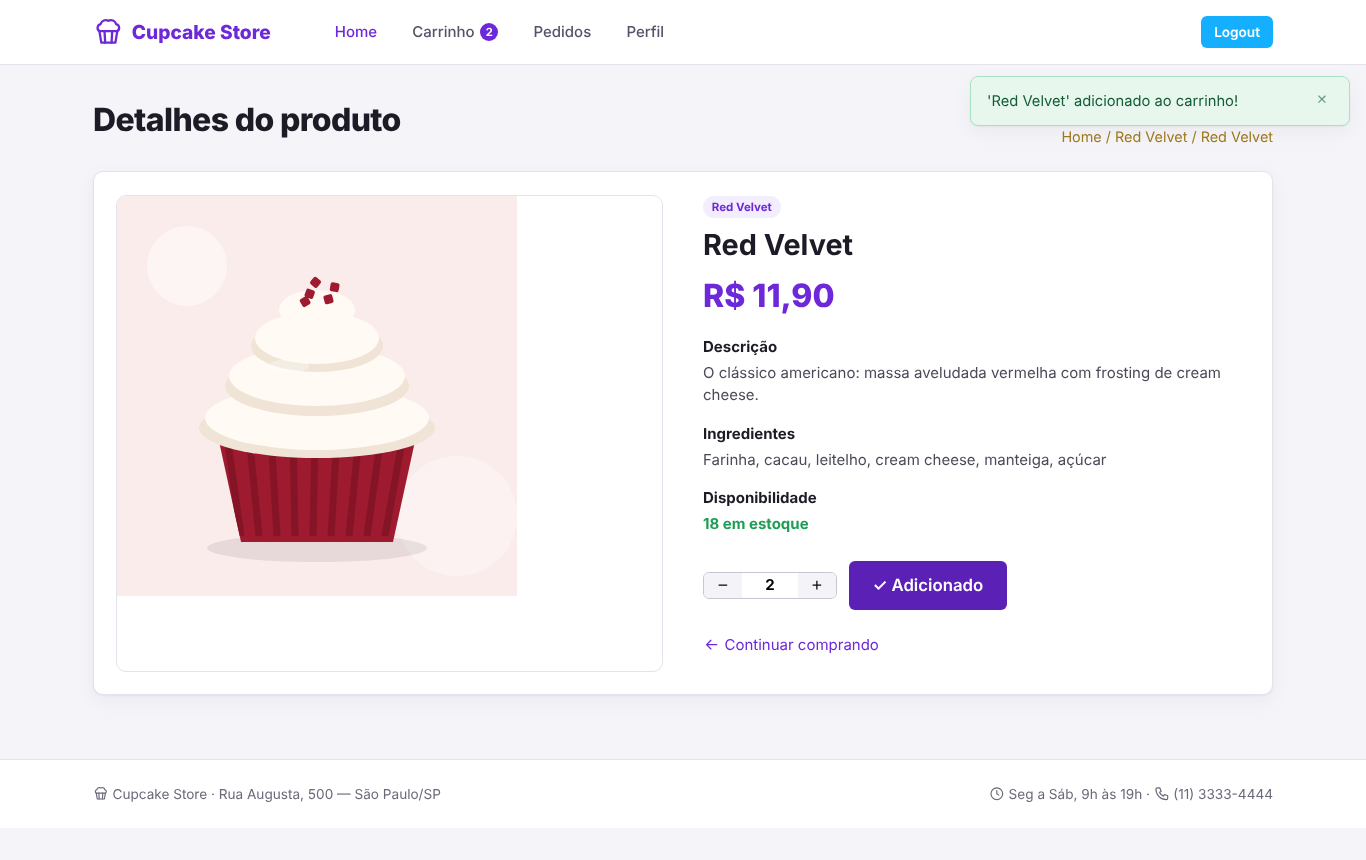 Cupcake Store
Home
Carrinho 2
Pedidos
Perfil
Logout
'Red Velvet' adicionado ao carrinho! ×
Detalhes do produto
Home / Red Velvet / Red Velvet
Red Velvet
Red Velvet
R$ 11,90
Descrição
O clássico americano: massa aveludada vermelha com frosting de cream
cheese.
Ingredientes
Farinha, cacau, leitelho, cream cheese, manteiga, açúcar
Disponibilidade
18 em estoque
− 2 +
✓ Adicionado
← Continuar comprando
Cupcake Store · Rua Augusta, 500 — São Paulo/SP
Seg a Sáb, 9h às 19h · (11) 3333-4444